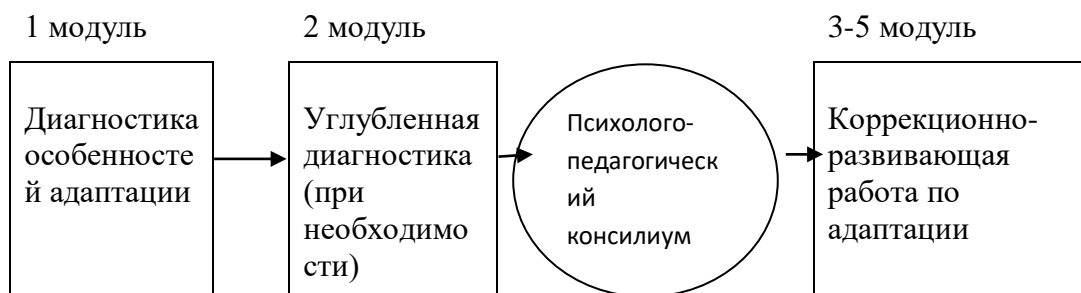 1 модуль
2 модуль
3-5 модуль
Диагностика
особенносте
й адаптации
Углубленная
диагностика
(при
необходимо
сти)
Психолого-
педагогическ
ий
консилиум
Коррекционно-
развивающая
работа по
адаптации